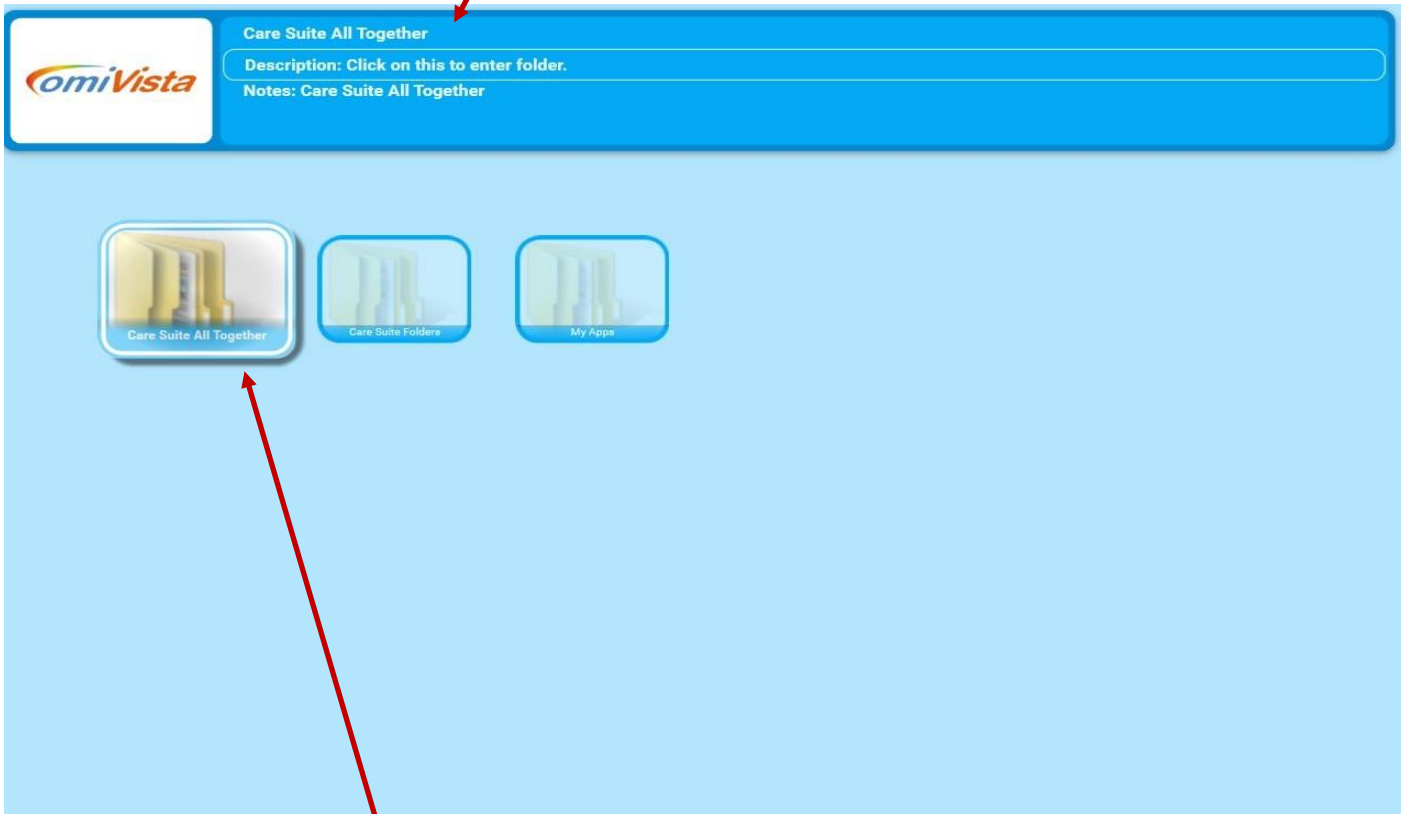 omiVista
Care Suite All Together
Description: Click on this to enter folder.
Notes: Care Suite All Together
Care Suite All Together
Care Suite Folders
My Apps